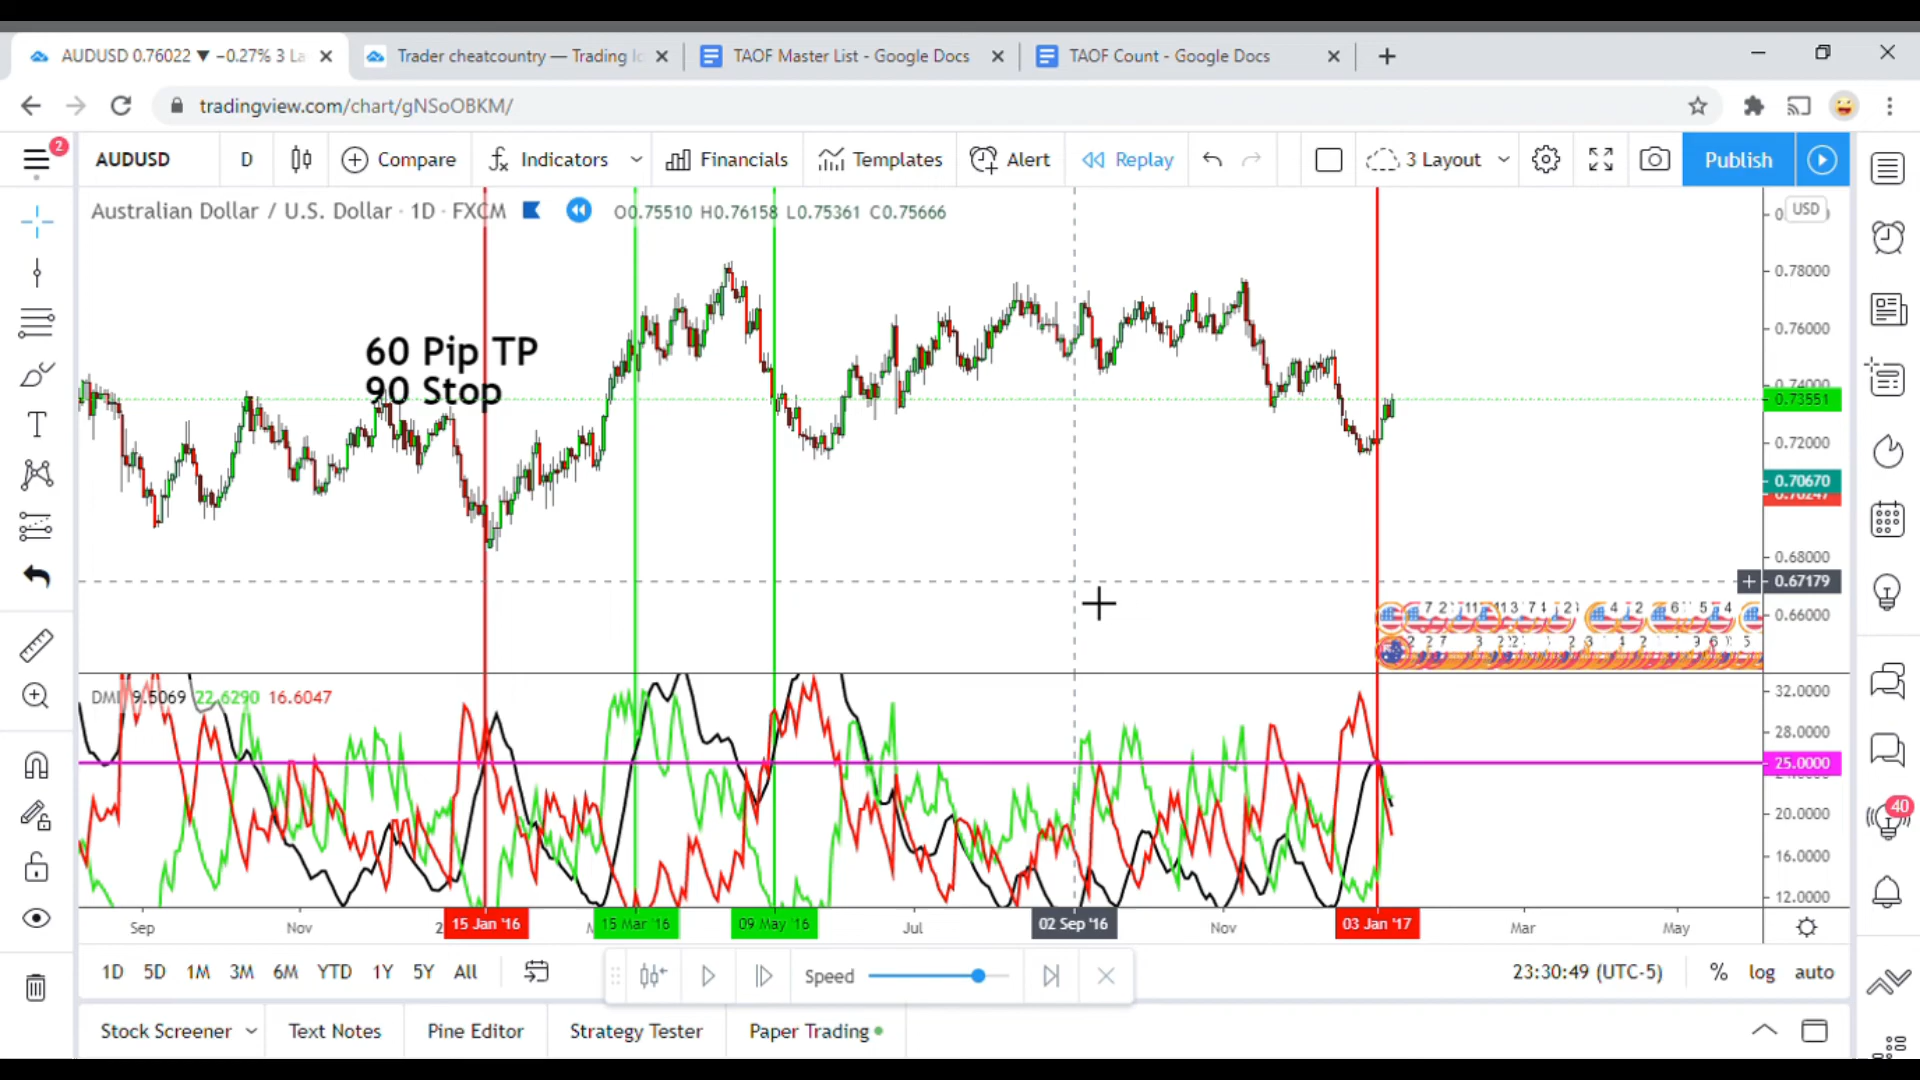 AUDUSD 0.76022 ▼ −0.27% 3 La
Trader cheatcountry — Trading Id
TAOF Master List - Google Docs
TAOF Count - Google Docs
tradingview.com/chart/gNSoOBKM/
2
AUDUSD
D
Compare
Indicators
Financials
Templates
Alert
Replay
3 Layout
Publish
Australian Dollar / U.S. Dollar · 1D · FXCM
O0.75510 H0.76158 L0.75361 C0.75666
USD
60 Pip TP
90 Stop
0.78000
0.76000
0.74000
0.73551
0.72000
0.70670
0.68000
0.67179
0.66000
DMI 9.5069 22.6290 16.6047
32.0000
28.0000
25.0000
20.0000
16.0000
12.0000
40
Sep
Nov
15 Jan '16
15 Mar '16
09 May '16
Jul
02 Sep '16
Nov
03 Jan '17
Mar
May
1D 5D 1M 3M 6M YTD 1Y 5Y All
Speed
23:30:49 (UTC-5)
% log auto
Stock Screener
Text Notes
Pine Editor
Strategy Tester
Paper Trading